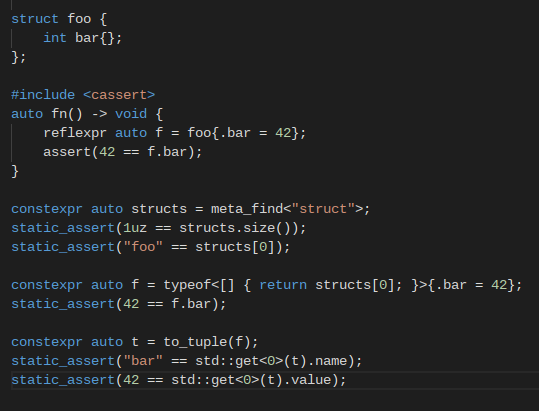 struct foo {
    int bar{};
};

#include <cassert>
auto fn() -> void {
    reflexpr auto f = foo{.bar = 42};
    assert(42 == f.bar);
}

constexpr auto structs = meta_find<"struct">;
static_assert(1uz == structs.size());
static_assert("foo" == structs[0]);

constexpr auto f = typeof<[] { return structs[0]; }>{.bar = 42};
static_assert(42 == f.bar);

constexpr auto t = to_tuple(f);
static_assert("bar" == std::get<0>(t).name);
static_assert(42 == std::get<0>(t).value);